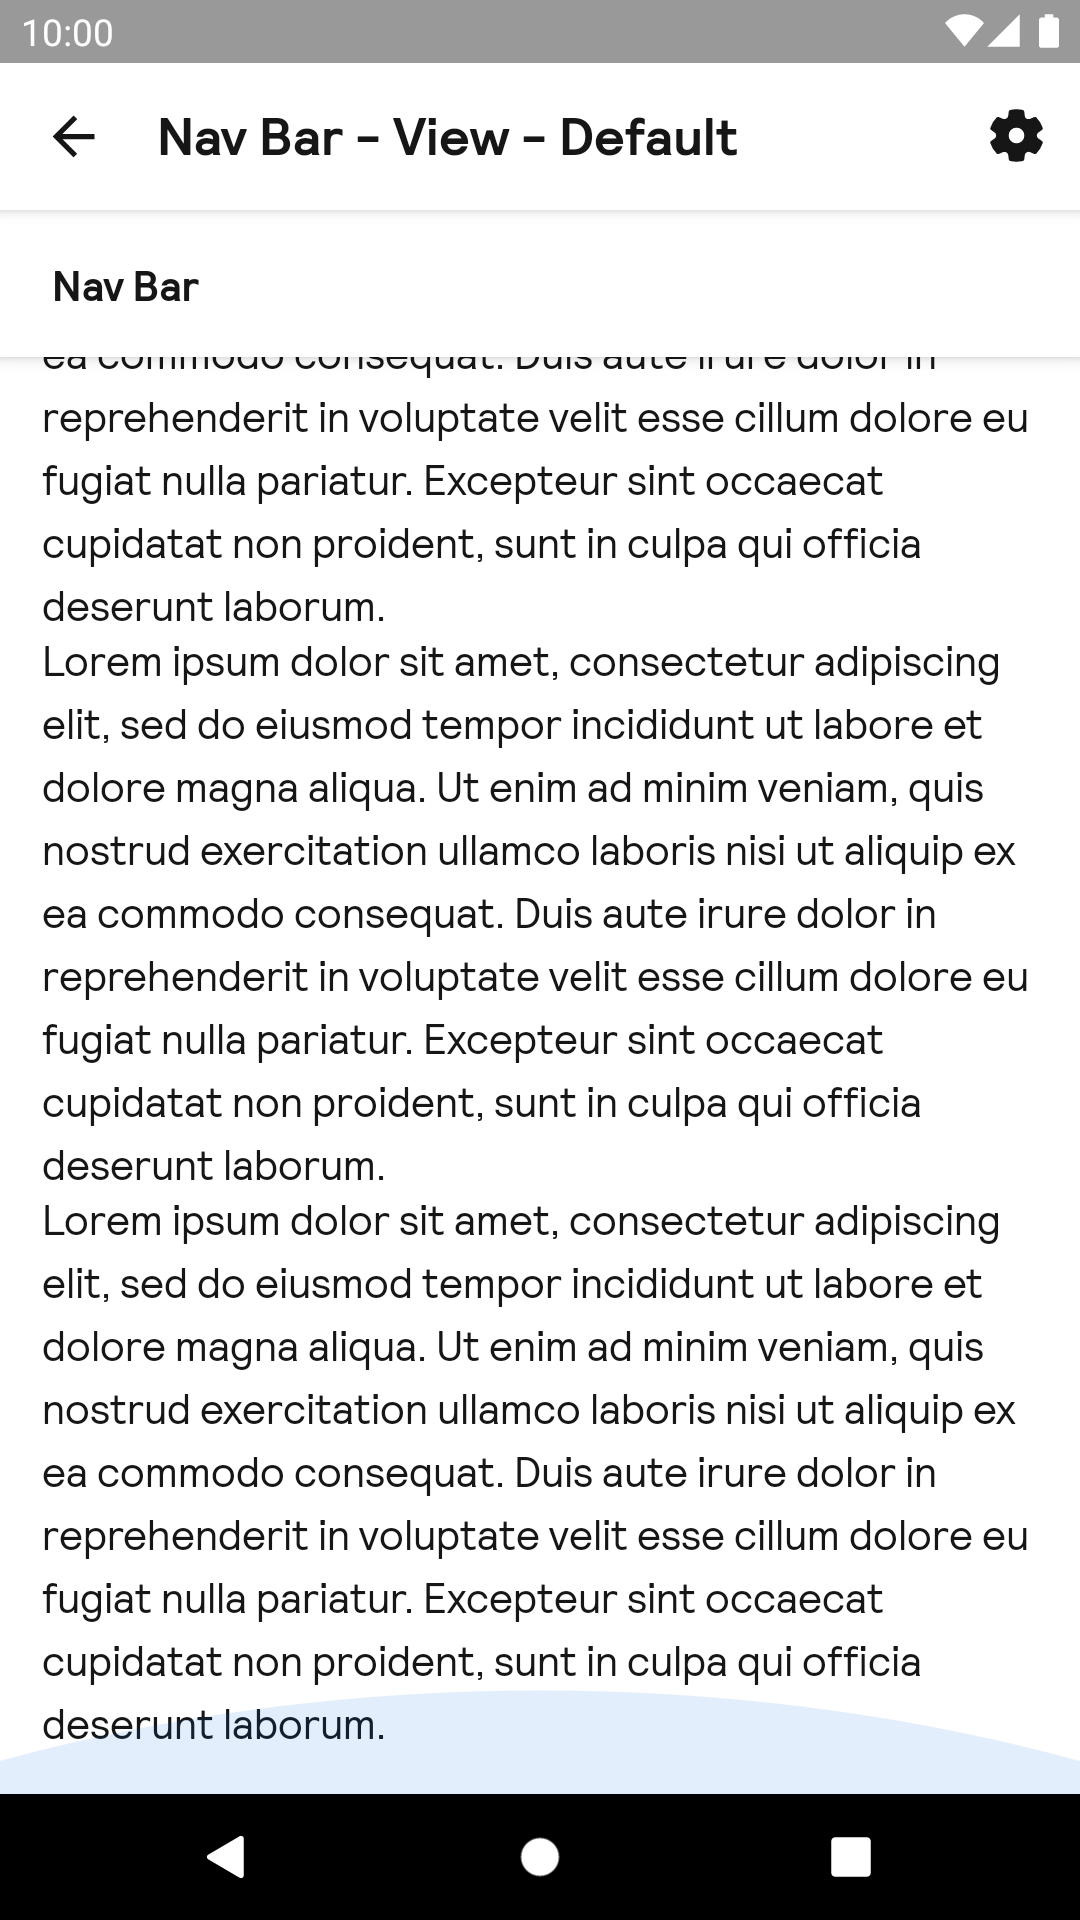 10:00
Nav Bar - View - Default
Nav Bar
ea commodo consequat. Duis aute irure dolor in
reprehenderit in voluptate velit esse cillum dolore eu
fugiat nulla pariatur. Excepteur sint occaecat
cupidatat non proident, sunt in culpa qui officia
deserunt laborum.
Lorem ipsum dolor sit amet, consectetur adipiscing
elit, sed do eiusmod tempor incididunt ut labore et
dolore magna aliqua. Ut enim ad minim veniam, quis
nostrud exercitation ullamco laboris nisi ut aliquip ex
ea commodo consequat. Duis aute irure dolor in
reprehenderit in voluptate velit esse cillum dolore eu
fugiat nulla pariatur. Excepteur sint occaecat
cupidatat non proident, sunt in culpa qui officia
deserunt laborum.
Lorem ipsum dolor sit amet, consectetur adipiscing
elit, sed do eiusmod tempor incididunt ut labore et
dolore magna aliqua. Ut enim ad minim veniam, quis
nostrud exercitation ullamco laboris nisi ut aliquip ex
ea commodo consequat. Duis aute irure dolor in
reprehenderit in voluptate velit esse cillum dolore eu
fugiat nulla pariatur. Excepteur sint occaecat
cupidatat non proident, sunt in culpa qui officia
deserunt laborum.